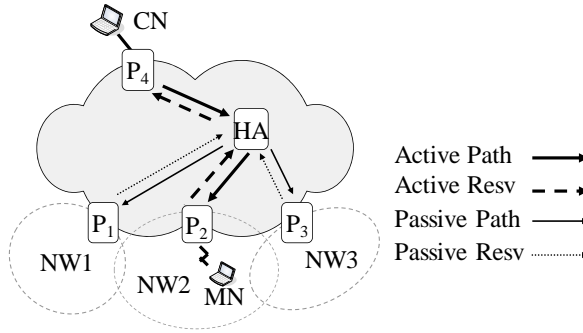 CN
P4
HA
Active Path
Active Resv
Passive Path
Passive Resv
P1
P2
P3
NW1
NW2
MN
NW3